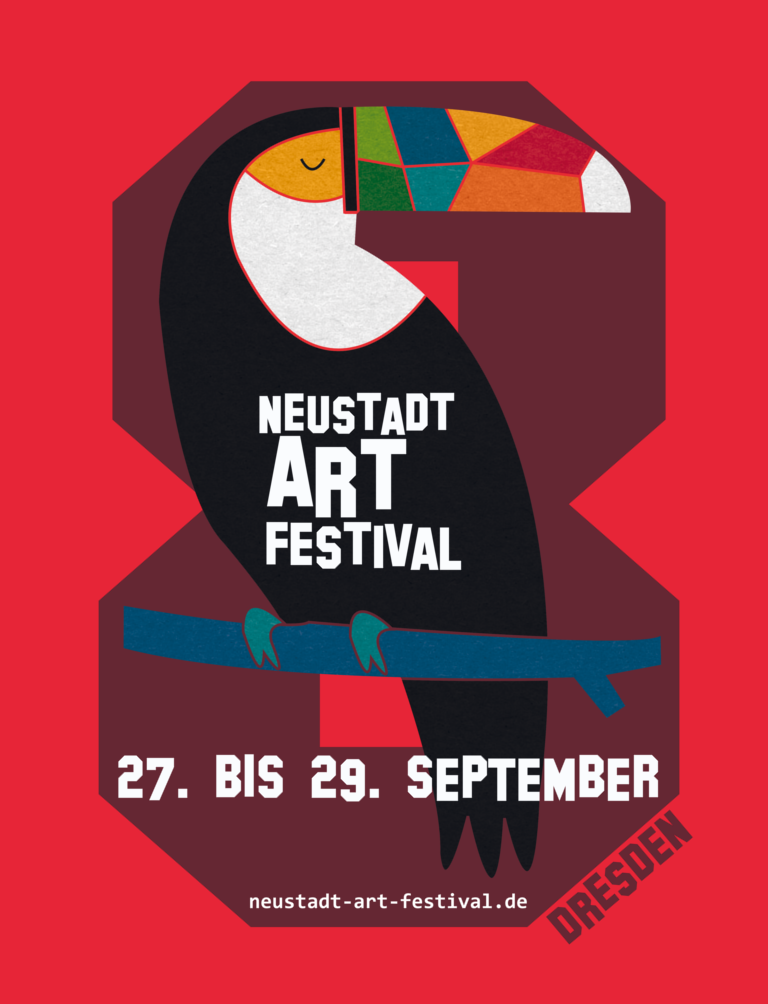 NEUSTADT
ART
FESTIVAL
27. BIS 29. SEPTEMBER
DRESDEN
neustadt-art-festival.de